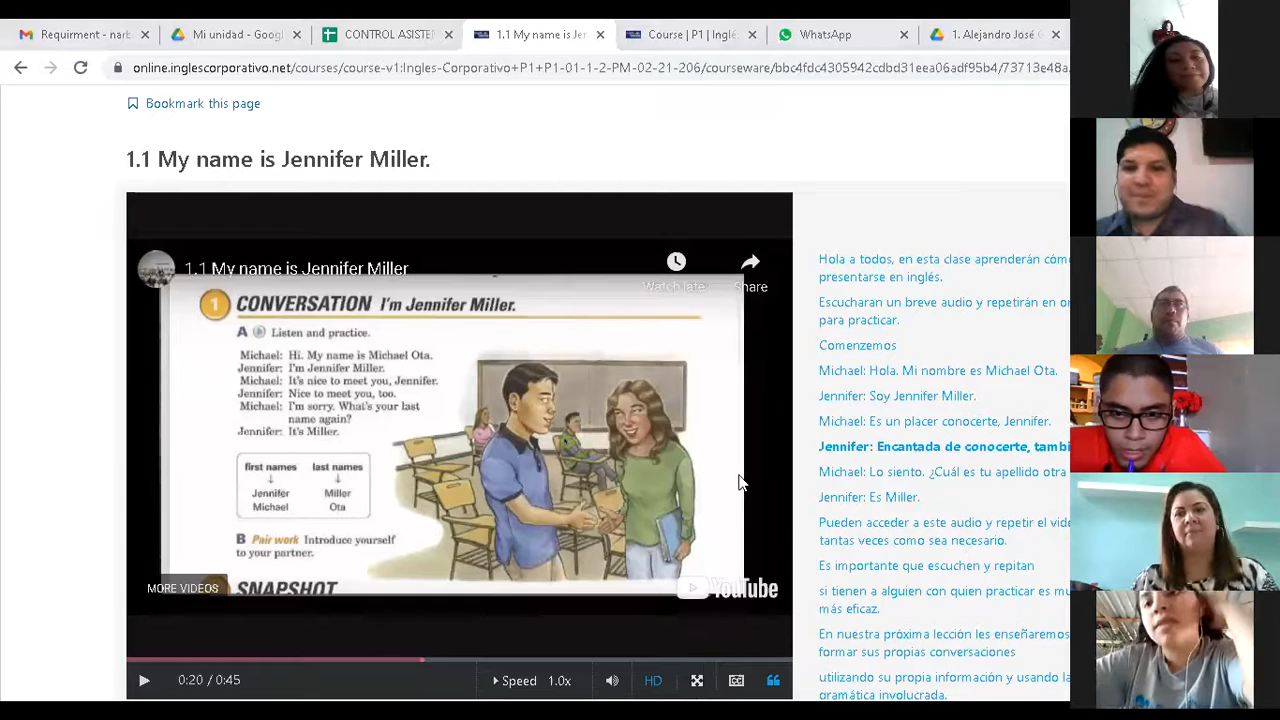 Requirment - narb
Mi unidad - Goog
CONTROL ASISTE
1.1 My name is Jer
Course | P1 | Ingl
WhatsApp
1. Alejandro José
online.inglescorporativo.net/courses/course-v1:Ingles-Corporativo+P1+P1-01-1-2-PM-02-21-206/courseware/bbc4fdc4305942cdbd31eea06adf95b4/73713e48a
Bookmark this page
1.1 My name is Jennifer Miller.
1.1 My name is Jennifer Miller
Watch late
Share
1 CONVERSATION I'm Jennifer Miller.
A Listen and practice.
Michael: Hi. My name is Michael Ota.
Jennifer: I'm Jennifer Miller.
Michael: It's nice to meet you, Jennifer.
Jennifer: Nice to meet you, too.
Michael: I'm sorry. What's your last
name again?
Jennifer: It's Miller.
first names last names
↓ ↓
Jennifer Miller
Michael Ota
B Pair work Introduce yourself
to your partner.
SNAPSHOT
MORE VIDEOS
YouTube
0:20 / 0:45
Speed 1.0x
HD
Hola a todos, en esta clase aprenderán cóm
presentarse en inglés.
Escucharan un breve audio y repetirán en or
para practicar.
Comenzemos
Michael: Hola. Mi nombre es Michael Ota.
Jennifer: Soy Jennifer Miller.
Michael: Es un placer conocerte, Jennifer.
Jennifer: Encantada de conocerte, tambi
Michael: Lo siento. ¿Cuál es tu apellido otra
Jennifer: Es Miller.
Pueden acceder a este audio y repetir el vide
tantas veces como sea necesario.
Es importante que escuchen y repitan
si tienen a alguien con quien practicar es mu
más eficaz.
En nuestra próxima lección les enseñaremos
formar sus propias conversaciones
utilizando su propia información y usando la
gramática involucrada.